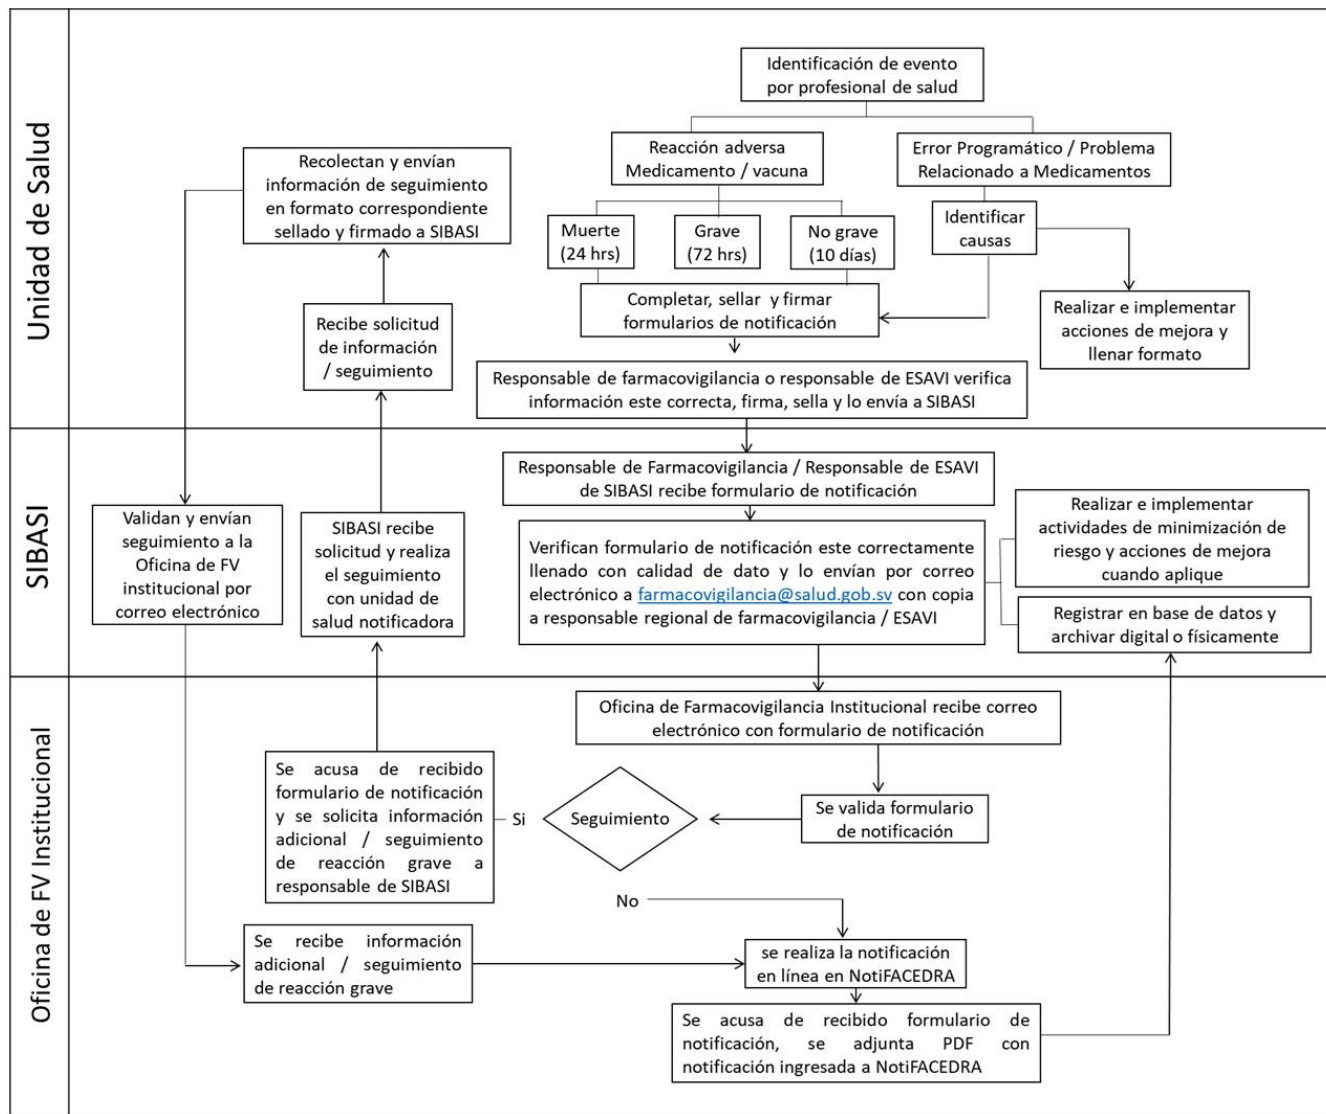 Unidad de Salud
Identificación de evento
por profesional de salud
Reacción adversa
Medicamento / vacuna
Error Programático / Problema
Relacionado a Medicamentos
Muerte
(24 hrs)
Grave
(72 hrs)
No grave
(10 días)
Identificar
causas
Completar, sellar y firmar
formularios de notificación
Realizar e implementar
acciones de mejora y
llenar formato
Responsable de farmacovigilancia o responsable de ESAVI verifica
información este correcta, firma, sella y lo envía a SIBASI
Recolectan y envían
información de seguimiento
en formato correspondiente
sellado y firmado a SIBASI
Recibe solicitud
de información
/ seguimiento
SIBASI
Responsable de Farmacovigilancia / Responsable de ESAVI
de SIBASI recibe formulario de notificación
Verifican formulario de notificación este correctamente
llenado con calidad de dato y lo envían por correo
electrónico a farmacovigilancia@salud.gob.sv con copia
a responsable regional de farmacovigilancia / ESAVI
Realizar e implementar
actividades de minimización de
riesgo y acciones de mejora
cuando aplique
Registrar en base de datos y
archivar digital o físicamente
Validan y envían
seguimiento a la
Oficina de FV
institucional por
correo electrónico
SIBASI recibe
solicitud y realiza
el seguimiento
con unidad de
salud notificadora
Oficina de FV Institucional
Oficina de Farmacovigilancia Institucional recibe correo
electrónico con formulario de notificación
Se valida formulario
de notificación
Seguimiento
Si
Se acusa de recibido
formulario de notificación
y se solicita información
adicional / seguimiento
de reacción grave a
responsable de SIBASI
No
Se recibe información
adicional / seguimiento
de reacción grave
se realiza la notificación
en línea en NotiFACEDRA
Se acusa de recibido formulario de
notificación, se adjunta PDF con
notificación ingresada a NotiFACEDRA